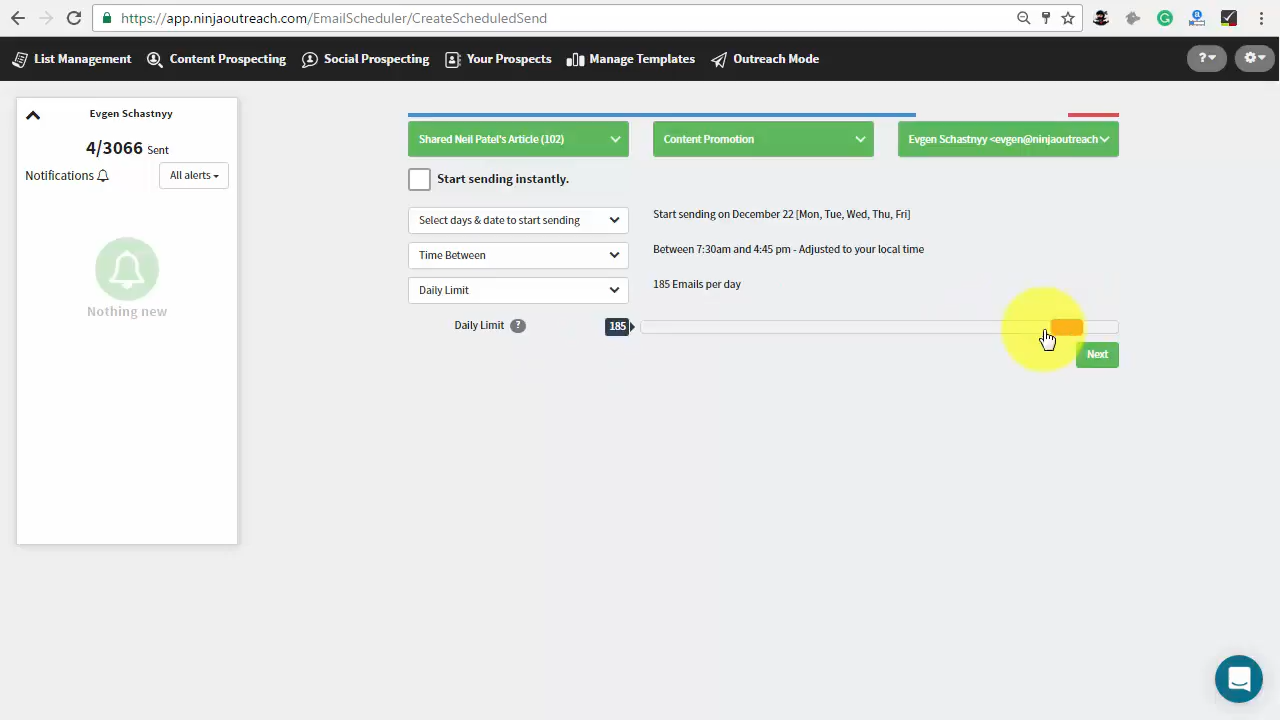 https://app.ninjaoutreach.com/EmailScheduler/CreateScheduledSend
List Management Content Prospecting Social Prospecting Your Prospects Manage Templates Outreach Mode ?
Evgen Schastnyy
4/3066 Sent
Notifications All alerts
Nothing new
Shared Neil Patel's Article (102) Content Promotion Evgen Schastnyy <evgen@ninjaoutreach
Start sending instantly.
Select days & date to start sending Start sending on December 22 [Mon, Tue, Wed, Thu, Fri]
Time Between Between 7:30am and 4:45 pm - Adjusted to your local time
Daily Limit 185 Emails per day
Daily Limit ? 185
Next